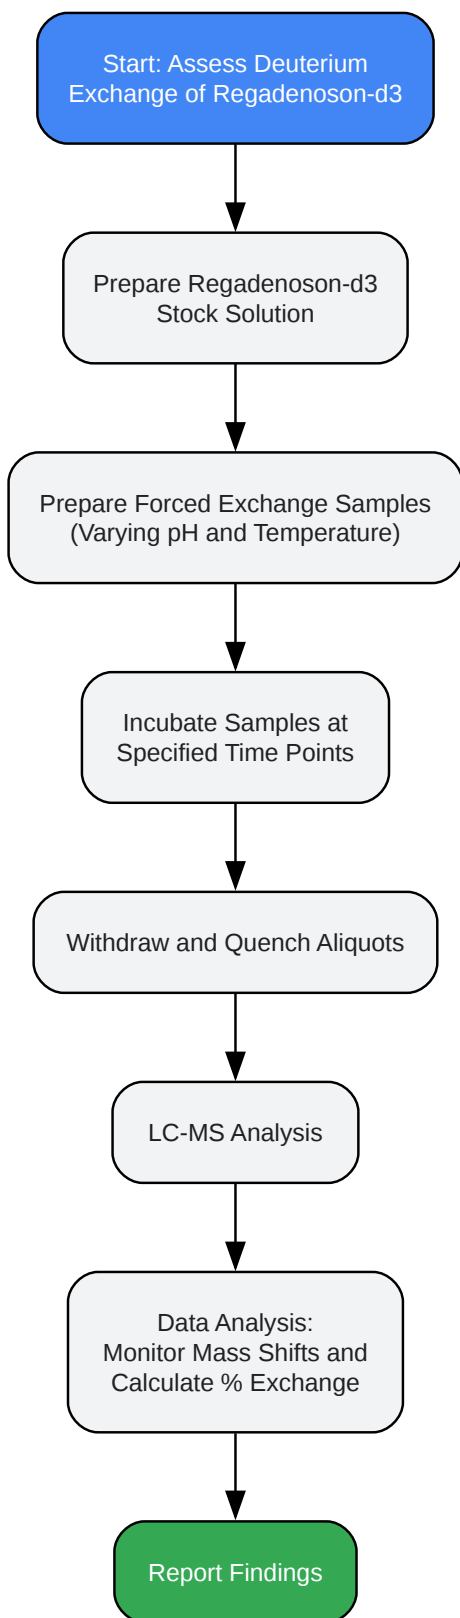 Start: Assess Deuterium
Exchange of Regadenoson-d3
Prepare Regadenoson-d3
Stock Solution
Prepare Forced Exchange Samples
(Varying pH and Temperature)
Incubate Samples at
Specified Time Points
Withdraw and Quench Aliquots
LC-MS Analysis
Data Analysis:
Monitor Mass Shifts and
Calculate % Exchange
Report Findings